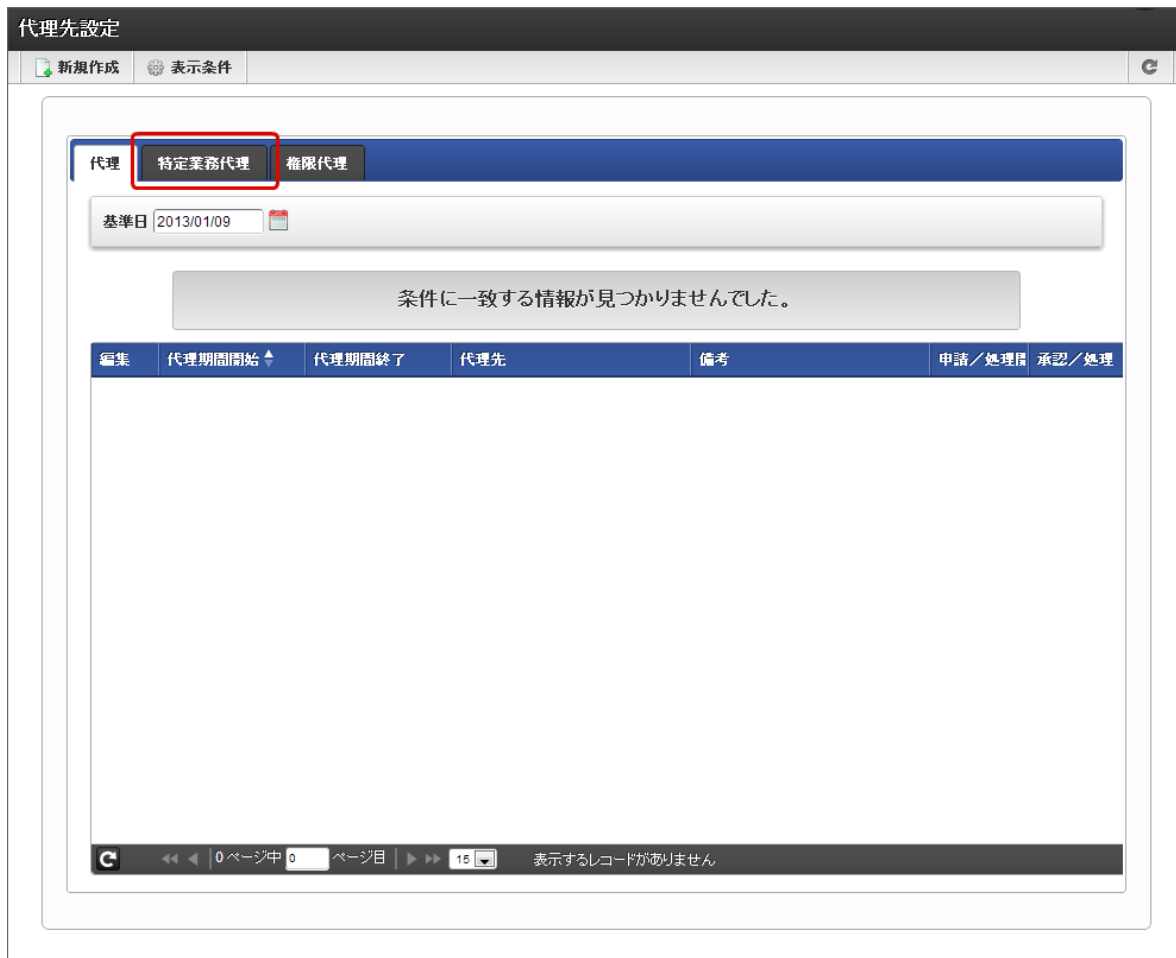 代理先設定
新規作成 表示条件
代理 特定業務代理 権限代理
基準日 2013/01/09
条件に一致する情報が見つかりませんでした。
編集 代理期間開始 代理期間終了 代理先 備考 申請／処理開 承認／処理
0 ページ中 0 ページ目 15 表示するレコードがありません